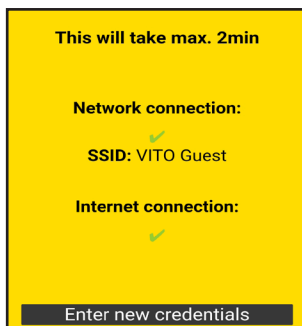 This will take max. 2min
Network connection:
✓
SSID: VITO Guest
Internet connection:
✓
Enter new credentials